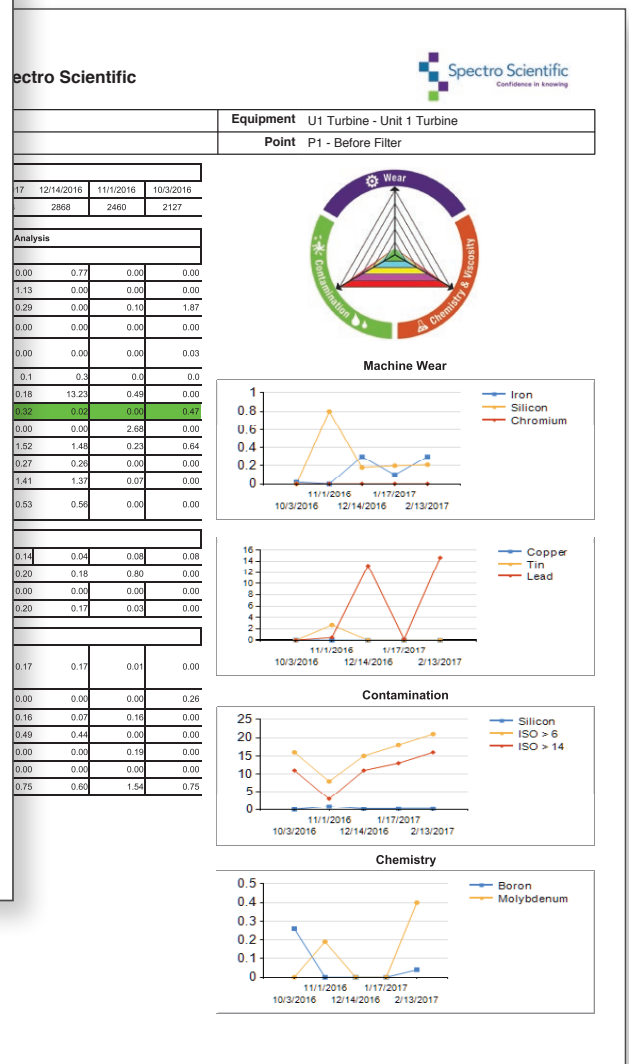 ectro Scientific
Spectro Scientific
Confidence in knowing
Equipment U1 Turbine - Unit 1 Turbine
Point P1 - Before Filter
17 12/14/2016 11/1/2016 10/3/2016
2868 2460 2127
Analysis
0.00 0.77 0.00 0.00
1.13 0.00 0.00 0.00
0.29 0.00 0.10 1.87
0.00 0.00 0.00 0.00
0.00 0.00 0.00 0.03
0.1 0.3 0.0 0.0
0.18 13.23 0.49 0.00
0.32 0.02 0.00 0.47
0.00 0.00 2.68 0.00
1.52 1.48 0.23 0.64
0.27 0.26 0.00 0.00
1.41 1.37 0.07 0.00
0.53 0.56 0.00 0.00
0.14 0.04 0.08 0.08
0.20 0.18 0.80 0.00
0.00 0.00 0.00 0.00
0.20 0.17 0.03 0.00
0.17 0.17 0.01 0.00
0.00 0.00 0.00 0.26
0.16 0.07 0.16 0.00
0.49 0.44 0.00 0.00
0.00 0.00 0.19 0.00
0.00 0.00 0.00 0.00
0.75 0.60 1.54 0.75
Wear
Contamination
Chemistry & Viscosity
Machine Wear
1
0.8
0.6
0.4
0.2
0
11/1/2016 1/17/2017
10/3/2016 12/14/2016 2/13/2017
Iron
Silicon
Chromium
16
14
12
10
8
6
4
2
0
11/1/2016 1/17/2017
10/3/2016 12/14/2016 2/13/2017
Copper
Tin
Lead
Contamination
25
20
15
10
5
0
11/1/2016 1/17/2017
10/3/2016 12/14/2016 2/13/2017
Silicon
ISO > 6
ISO > 14
Chemistry
0.5
0.4
0.3
0.2
0.1
0
11/1/2016 1/17/2017
10/3/2016 12/14/2016 2/13/2017
Boron
Molybdenum